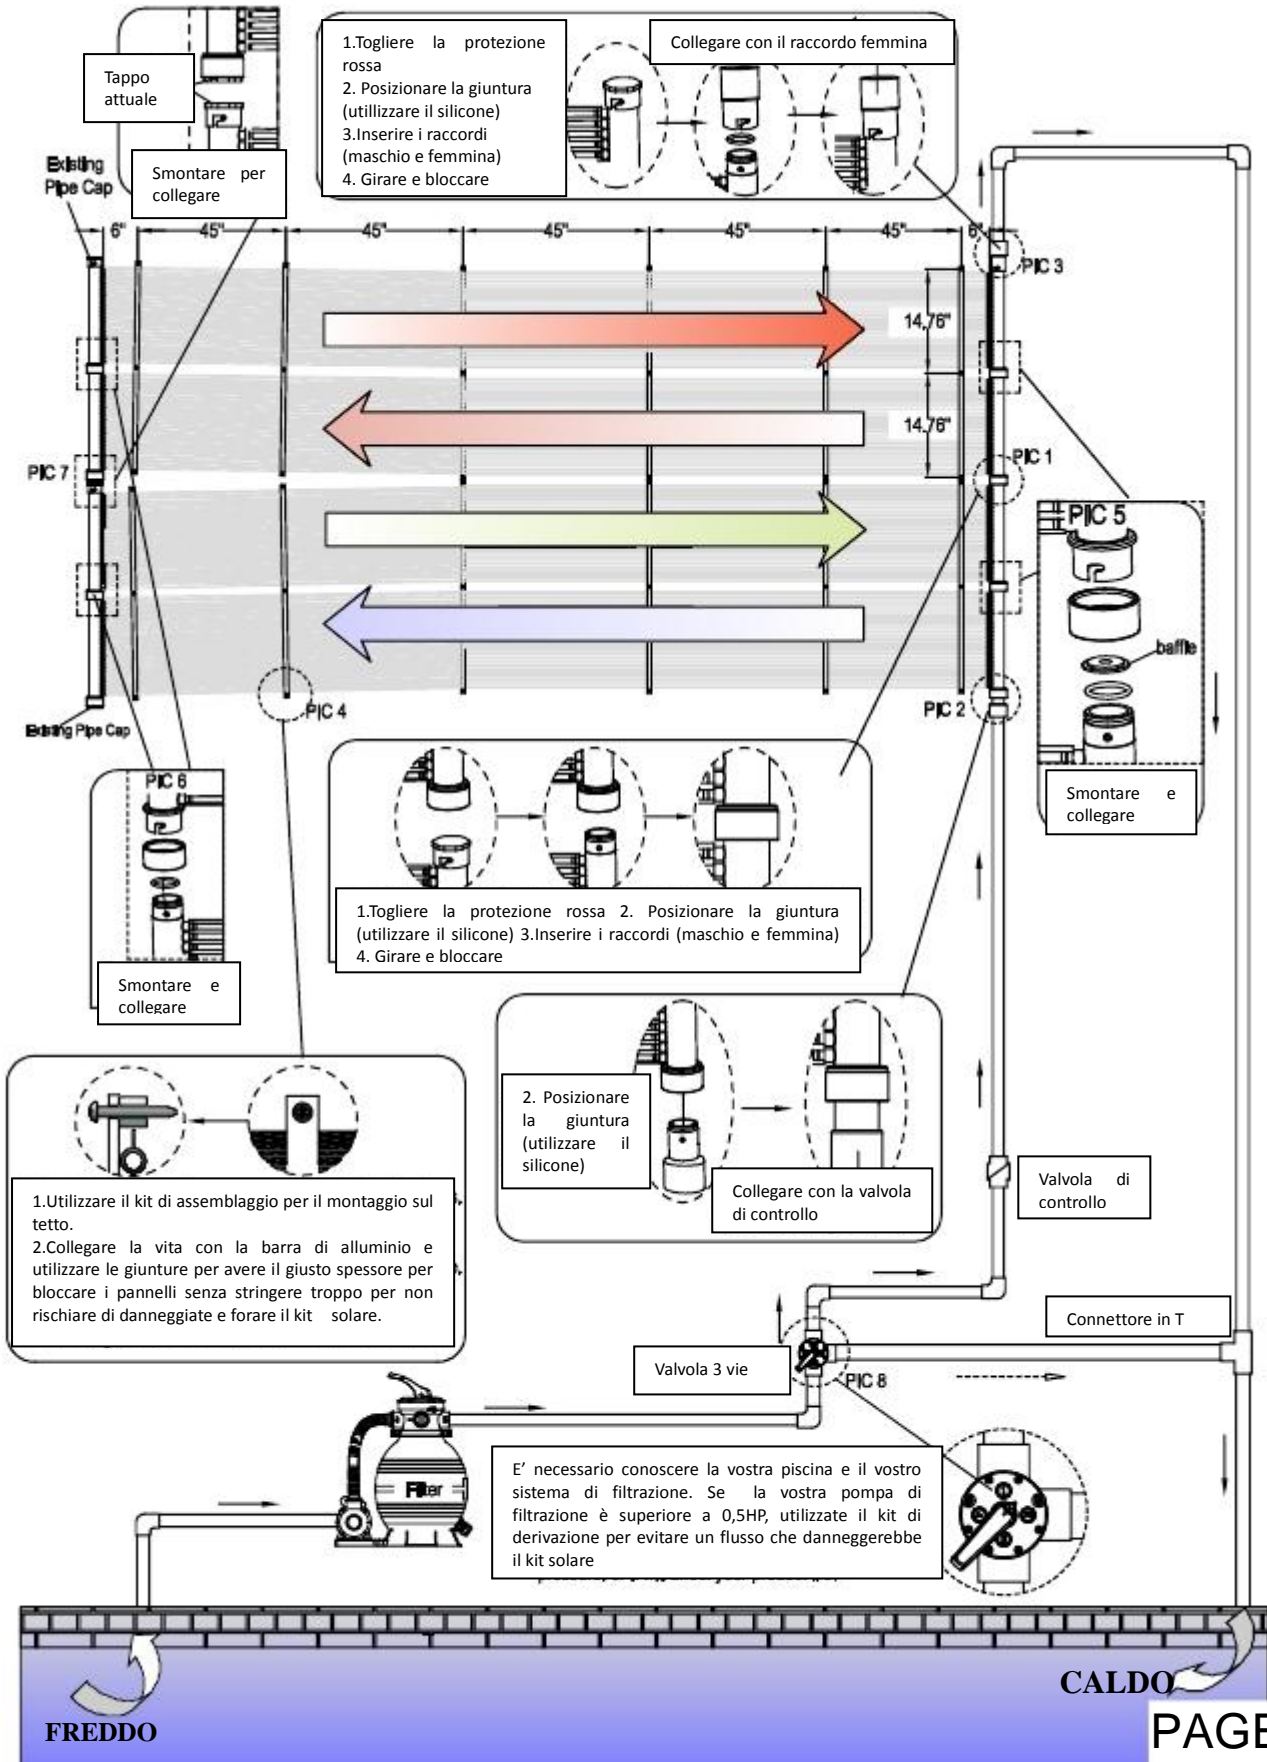 Tappo
attuale
1.Togliere la protezione
rossa
2. Posizionare la giuntura
(utillizzare il silicone)
3.Inserire i raccordi
(maschio e femmina)
4. Girare e bloccare
Collegare con il raccordo femmina
Smontare per
collegare
Existing
Pipe Cap
6"
45"
45"
45"
45"
45"
6"
PIC 3
14.76"
14.76"
PIC 7
PIC 1
PIC 5
baffle
Smontare e
collegare
PIC 4
PIC 2
Existing Pipe Cap
PIC 6
Smontare e
collegare
1.Togliere la protezione rossa 2. Posizionare la giuntura
(utilizzare il silicone) 3.Inserire i raccordi (maschio e femmina)
4. Girare e bloccare
2. Posizionare
la giuntura
(utilizzare il
silicone)
Collegare con la valvola
di controllo
Valvola di
controllo
1.Utilizzare il kit di assemblaggio per il montaggio sul
tetto.
2.Collegare la vita con la barra di alluminio e
utilizzare le giunture per avere il giusto spessore per
bloccare i pannelli senza stringere troppo per non
rischiare di danneggiate e forare il kit solare.
Connettore in T
Valvola 3 vie
PIC 8
Filter
E' necessario conoscere la vostra piscina e il vostro
sistema di filtrazione. Se la vostra pompa di
filtrazione è superiore a 0,5HP, utilizzate il kit di
derivazione per evitare un flusso che danneggerebbe
il kit solare
CALDO
FREDDO
PAGE